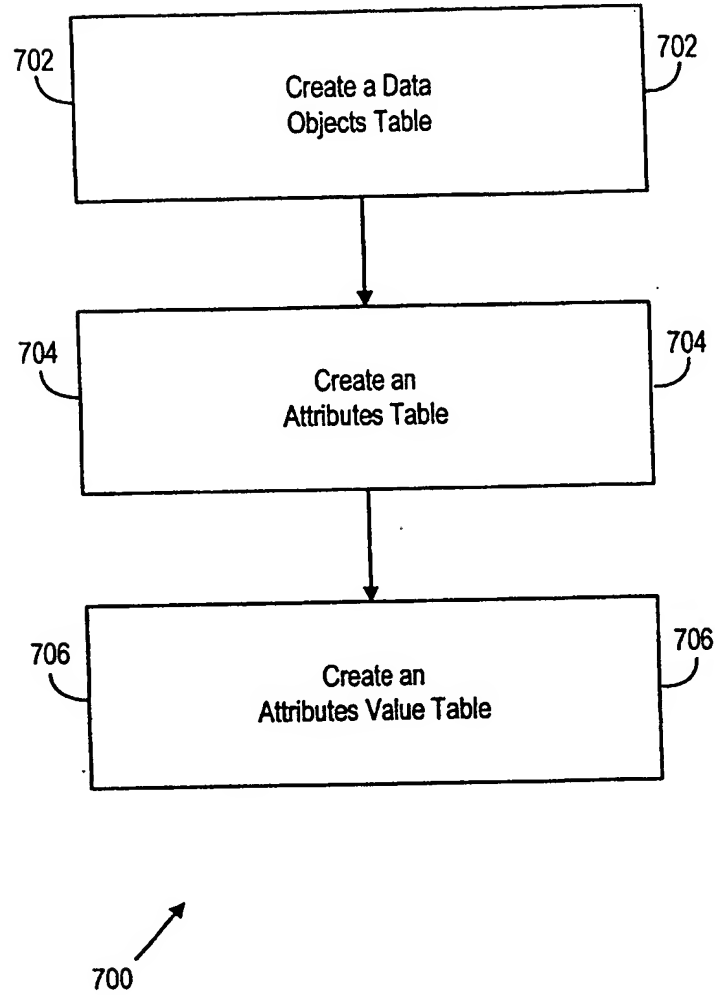 702
702
Create a Data
Objects Table
704
704
Create an
Attributes Table
706
706
Create an
Attributes Value Table
700